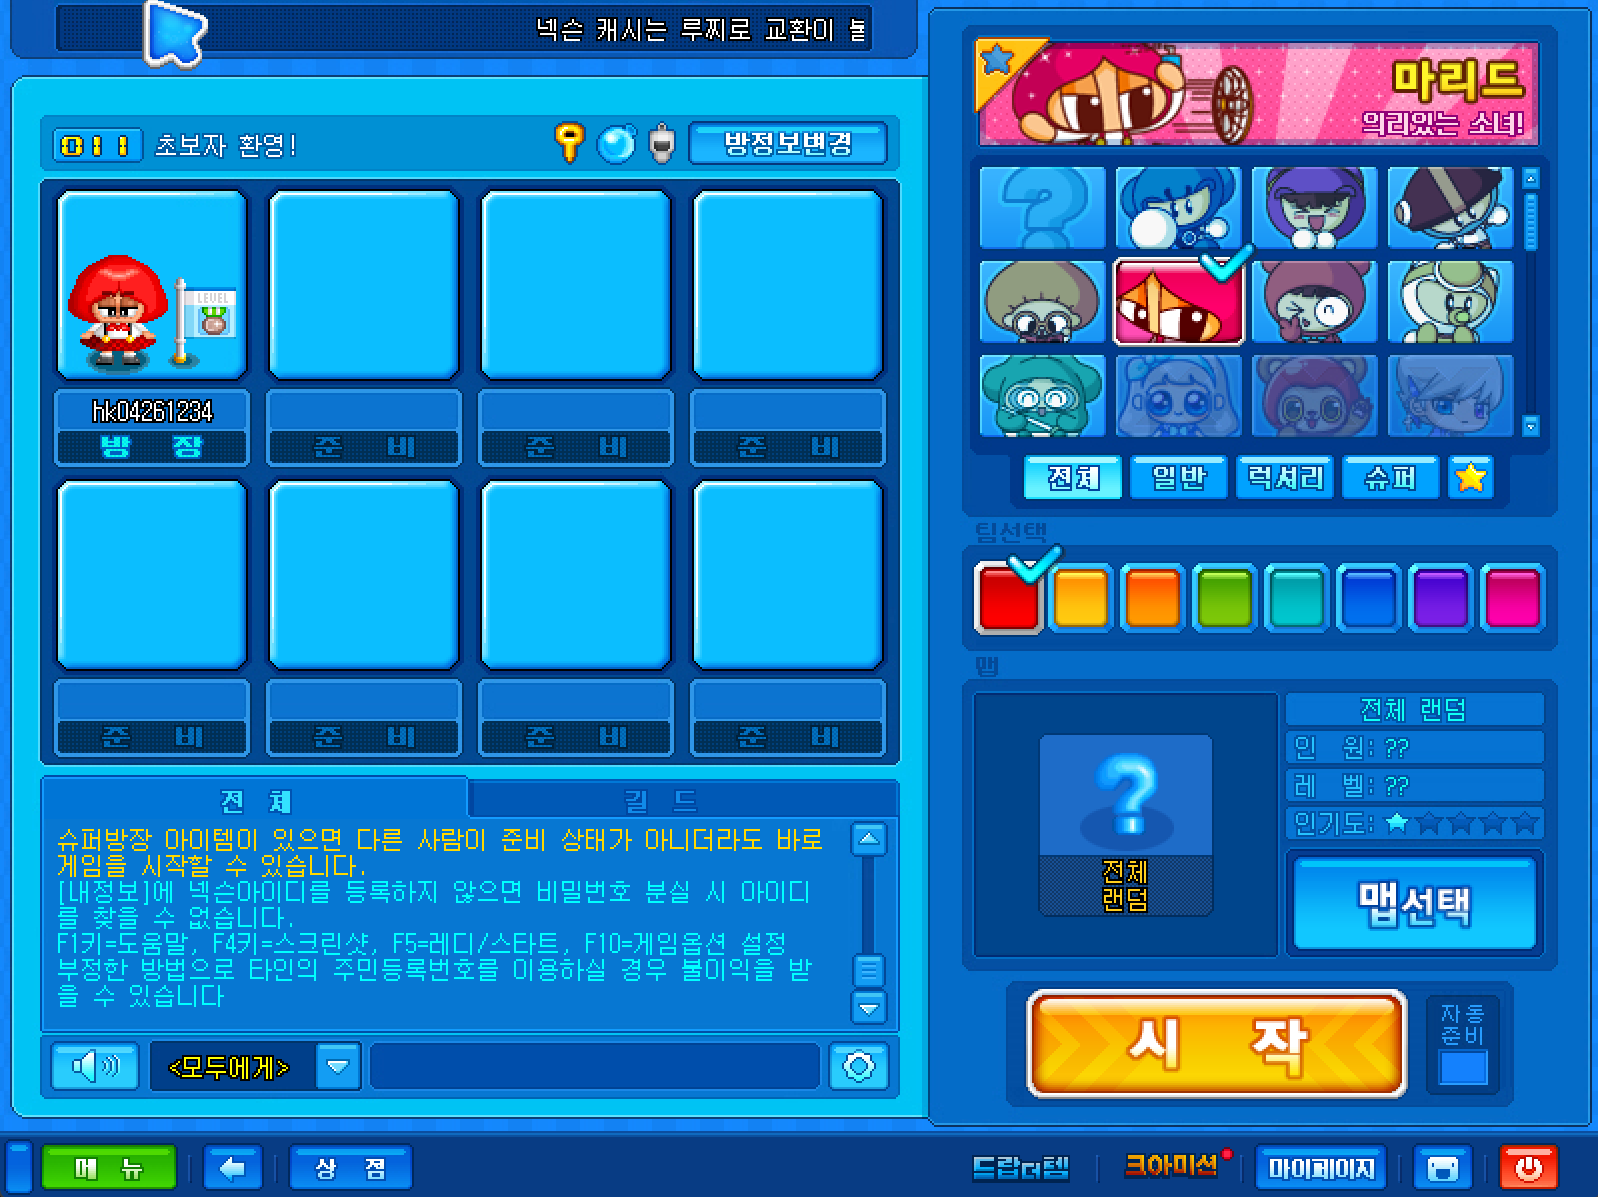 넥슨 캐시는 루찌로 교환이 불
011 초보자 환영!
방정보변경
LEVEL
hk04261234
방 장
준 비
준 비
준 비
준 비
준 비
준 비
준 비
전 체
길 드
슈퍼방장 아이템이 있으면 다른 사람이 준비 상태가 아니더라도 바로
게임을 시작할 수 있습니다.
[내정보]에 넥슨아이디를 등록하지 않으면 비밀번호 분실 시 아이디
를 찾을 수 없습니다.
F1키=도움말, F4키=스크린샷, F5=레디/스타트, F10=게임옵션 설정
부정한 방법으로 타인의 주민등록번호를 이용하실 경우 불이익을 받
을 수 있습니다
<모두에게>
마리드
의리있는 소녀!
전체
일반
럭셔리
슈퍼
팀선택
맵
전체
랜덤
전체 랜덤
인 원: ??
레 벨: ??
인기도:
맵선택
시 작
자동
준비
메 뉴
상 점
드랍더템
크아미션
마이페이지